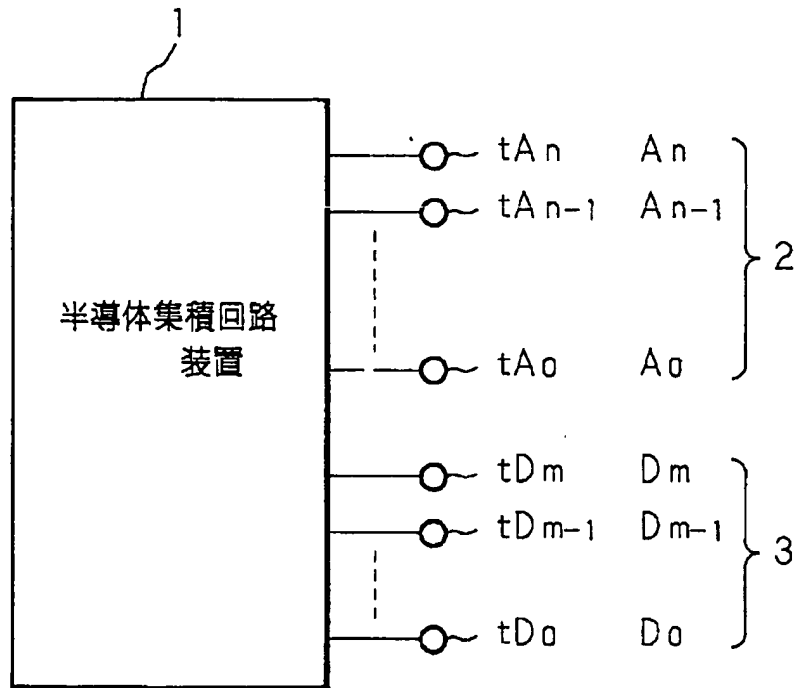 1
tAn An
tAn-1 An-1
2
半導体集積回路
装置
tA0 A0
tDm Dm
tDm-1 Dm-1
3
tD0 D0